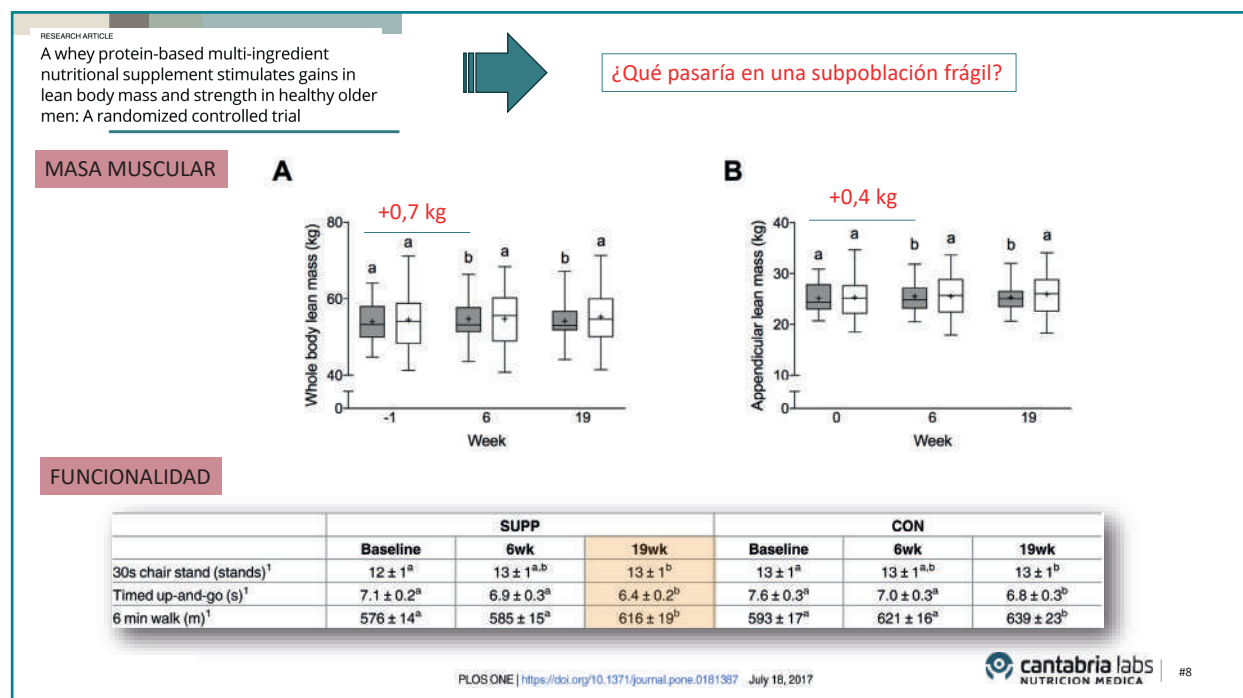 RESEARCH ARTICLE
A whey protein-based multi-ingredient
nutritional supplement stimulates gains in
lean body mass and strength in healthy older
men: A randomized controlled trial
¿Qué pasaría en una subpoblación frágil?
MASA MUSCULAR
A
+0,7 kg
Whole body lean mass (kg)
80
60
40
0
a a b a b a
-1 6 19
Week
B
+0,4 kg
Appendicular lean mass (kg)
40
30
20
10
0
a a b a b a
0 6 19
Week
FUNCIONALIDAD
SUPP CON
Baseline 6wk 19wk Baseline 6wk 19wk
30s chair stand (stands)¹ 12 ± 1ᵃ 13 ± 1ᵃ,ᵇ 13 ± 1ᵇ 13 ± 1ᵃ 13 ± 1ᵃ,ᵇ 13 ± 1ᵇ
Timed up-and-go (s)¹ 7.1 ± 0.2ᵃ 6.9 ± 0.3ᵃ 6.4 ± 0.2ᵇ 7.6 ± 0.3ᵃ 7.0 ± 0.3ᵃ 6.8 ± 0.3ᵇ
6 min walk (m)¹ 576 ± 14ᵃ 585 ± 15ᵃ 616 ± 19ᵇ 593 ± 17ᵃ 621 ± 16ᵃ 639 ± 23ᵇ
PLOS ONE | https://doi.org/10.1371/journal.pone.0181387 July 18, 2017
cantabria labs
NUTRICION MEDICA
#8